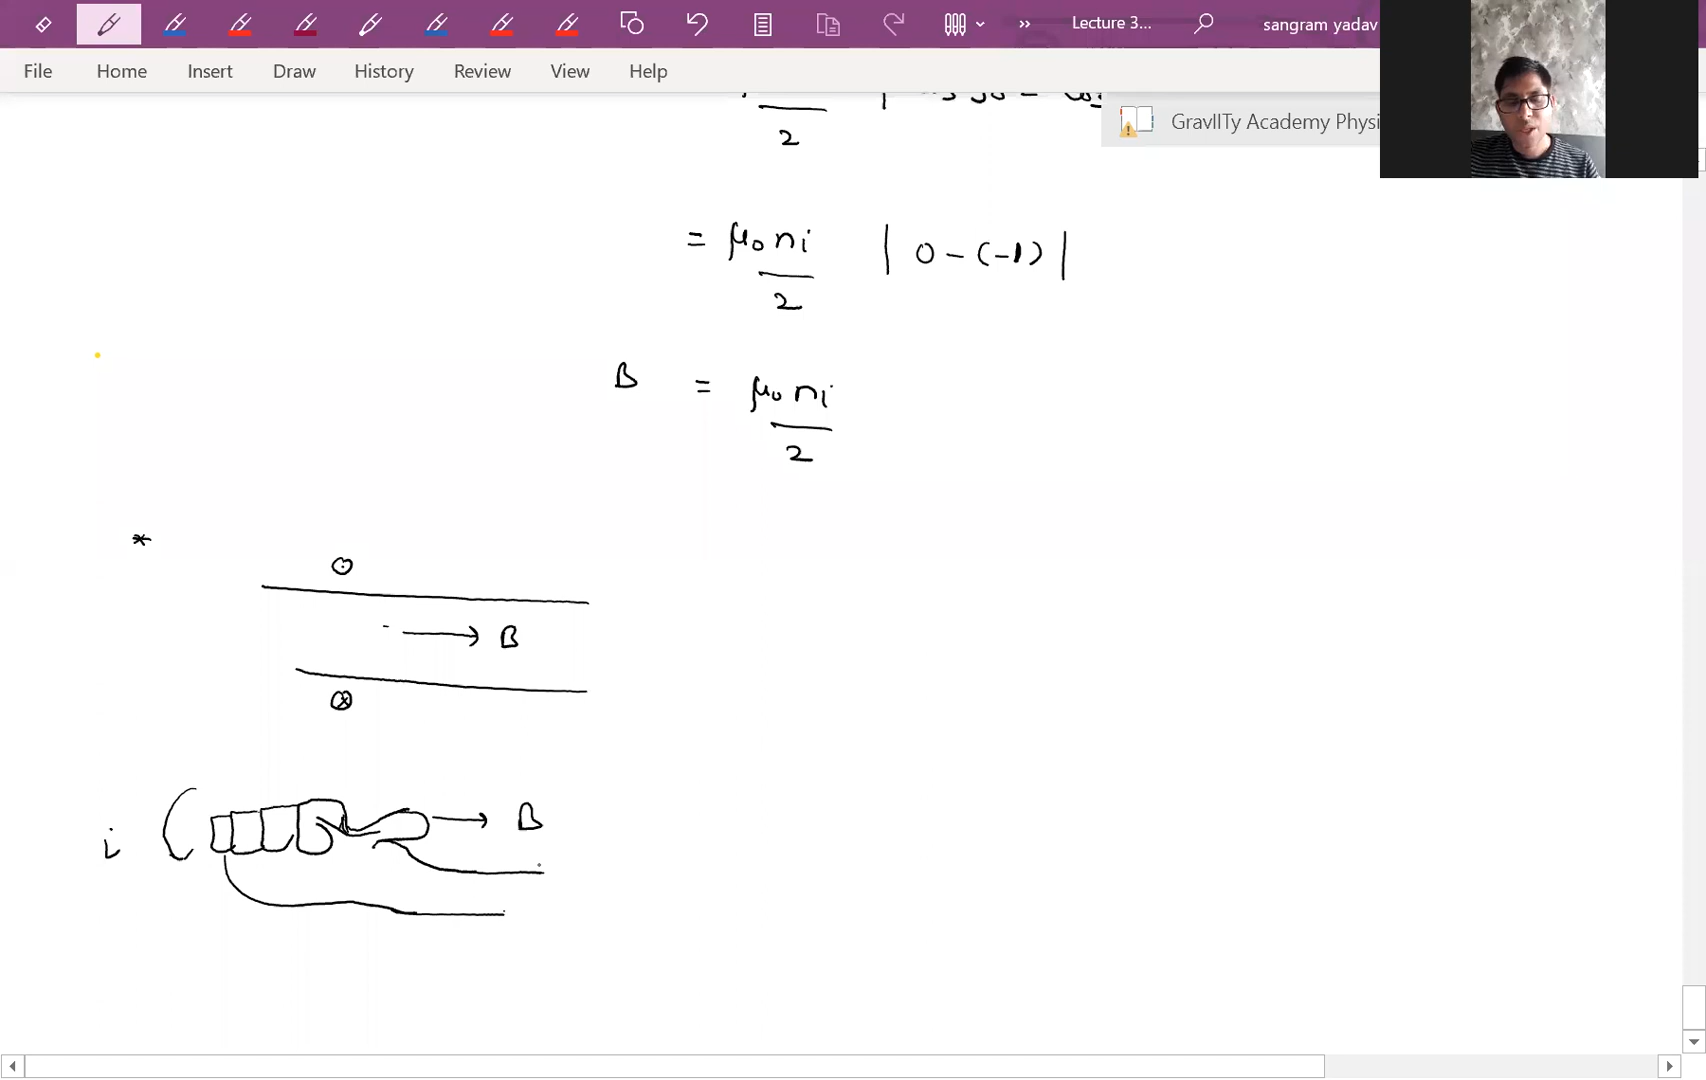 Lecture 3...
sangram yadav
File Home Insert Draw History Review View Help
GravIITy Academy Physi
2
= μ₀ni / 2 | 0 - (-1) |
B = μ₀ni / 2
*
⊙
→ B
⊗
i → B